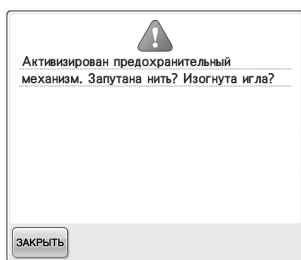 Активизирован предохранительный
механизм. Запутана нить? Изогнута игла?
ЗАКРЫТЬ